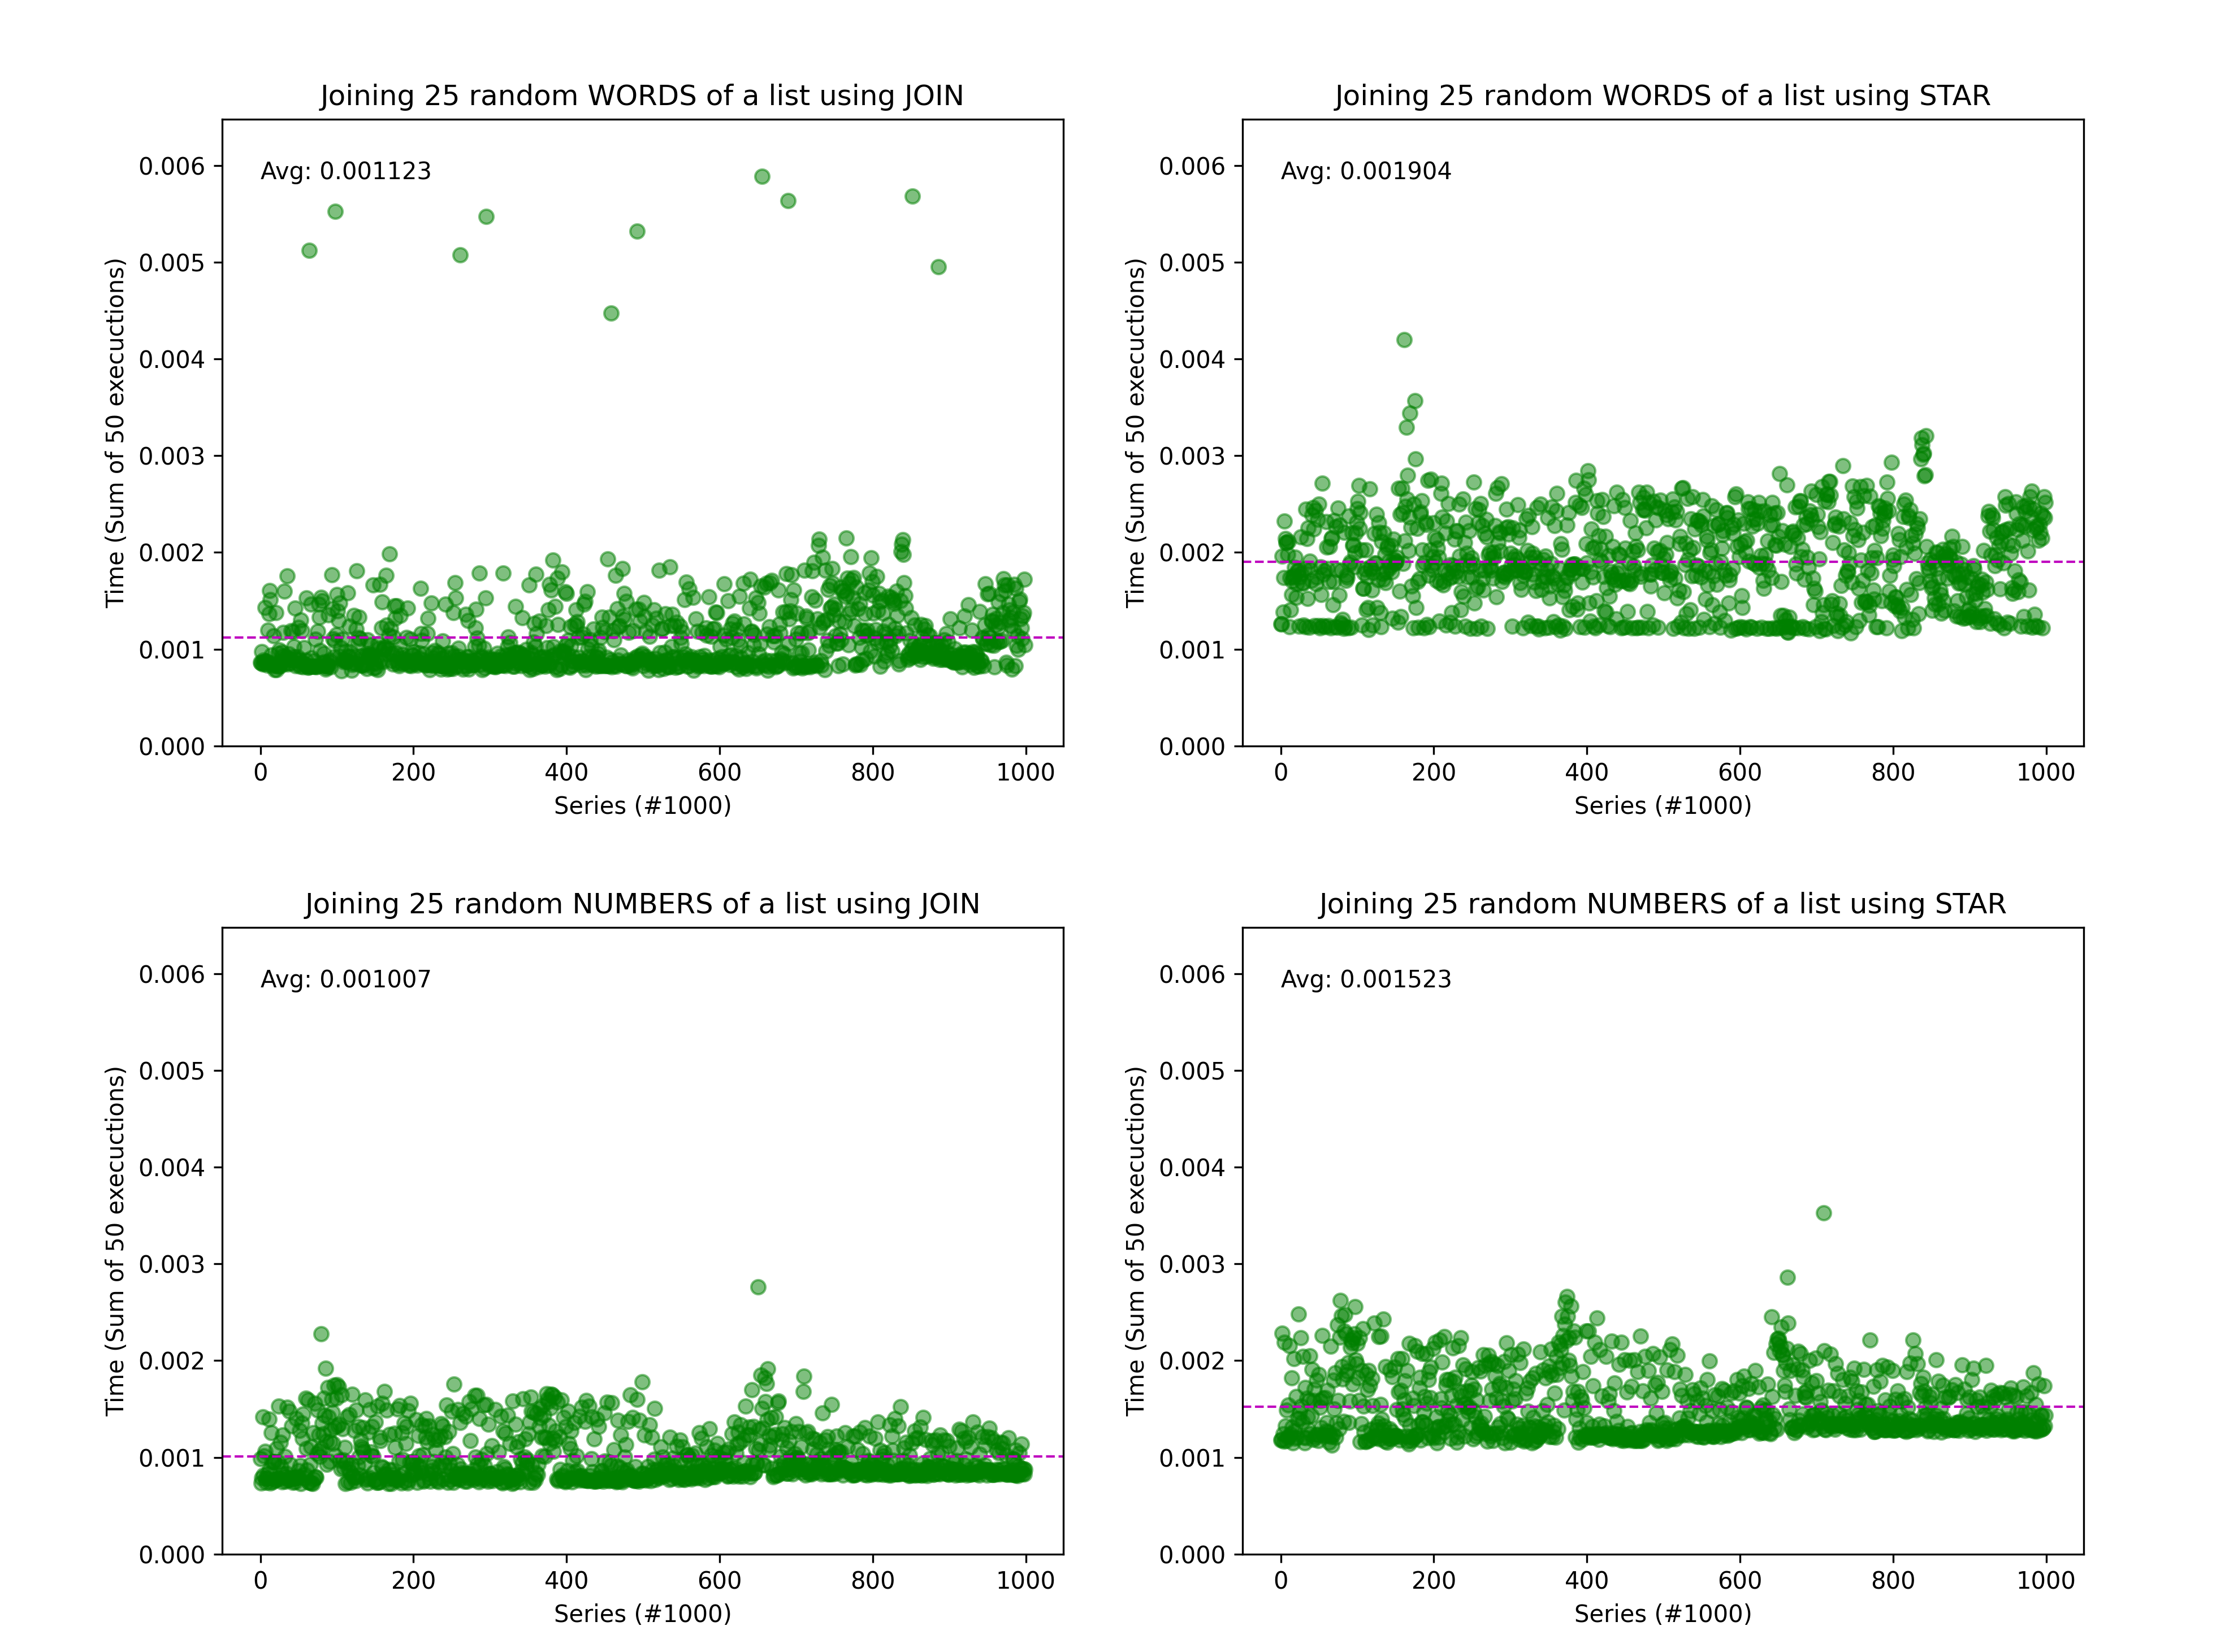 Joining 25 random WORDS of a list using JOIN
Avg: 0.001123
0.006
0.005
0.004
0.003
0.002
0.001
0.000
Time (Sum of 50 execuctions)
0 200 400 600 800 1000
Series (#1000)
Joining 25 random WORDS of a list using STAR
Avg: 0.001904
0.006
0.005
0.004
0.003
0.002
0.001
0.000
Time (Sum of 50 execuctions)
0 200 400 600 800 1000
Series (#1000)
Joining 25 random NUMBERS of a list using JOIN
Avg: 0.001007
0.006
0.005
0.004
0.003
0.002
0.001
0.000
Time (Sum of 50 execuctions)
0 200 400 600 800 1000
Series (#1000)
Joining 25 random NUMBERS of a list using STAR
Avg: 0.001523
0.006
0.005
0.004
0.003
0.002
0.001
0.000
Time (Sum of 50 execuctions)
0 200 400 600 800 1000
Series (#1000)